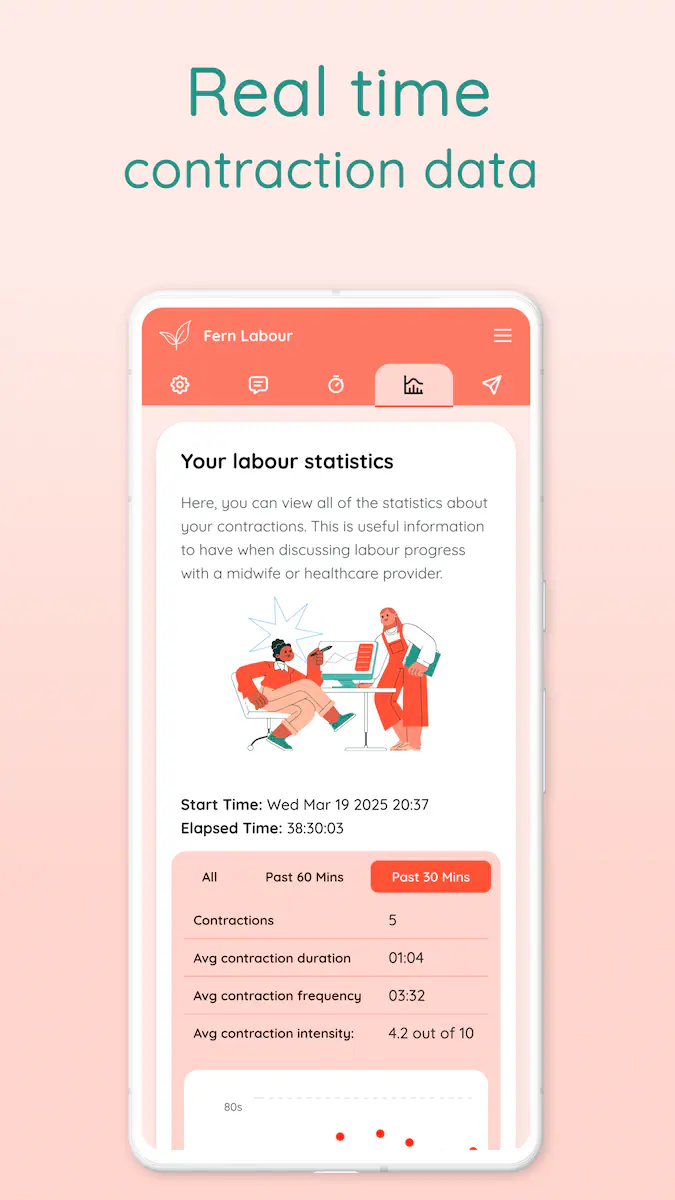 Real time
contraction data
Fern Labour
Your labour statistics
Here, you can view all of the statistics about
your contractions. This is useful information
to have when discussing labour progress
with a midwife or healthcare provider.
Start Time: Wed Mar 19 2025 20:37
Elapsed Time: 38:30:03
All Past 60 Mins Past 30 Mins
Contractions 5
Avg contraction duration 01:04
Avg contraction frequency 03:32
Avg contraction intensity: 4.2 out of 10
80s